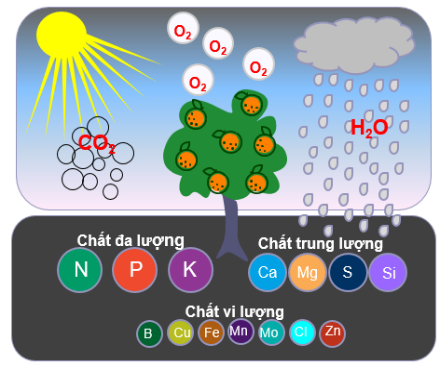 O₂
O₂
O₂
O₂
CO₂
H₂O
Chất đa lượng
N P K
Chất trung lượng
Ca Mg S Si
Chất vi lượng
B Cu Fe Mn Mo Cl Zn